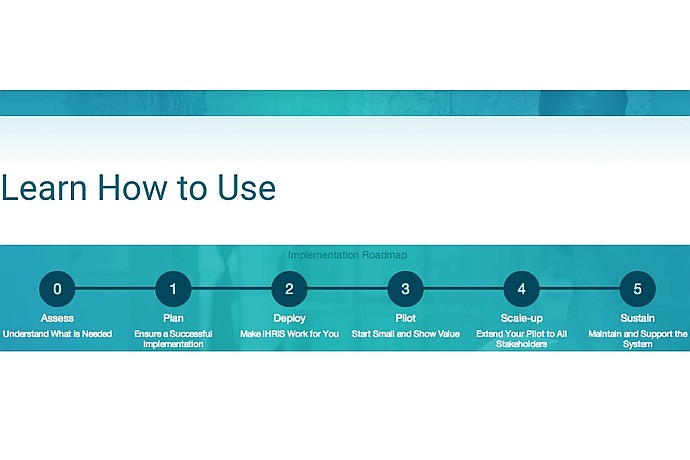 Learn How to Use
Implementation Roadmap
0 1 2 3 4 5
Assess Plan Deploy Pilot Scale-up Sustain
Understand What is Needed Ensure a Successful Make iHRIS Work for You Start Small and Show Value Extend Your Pilot to All Maintain and Support the
Implementation Stakeholders System